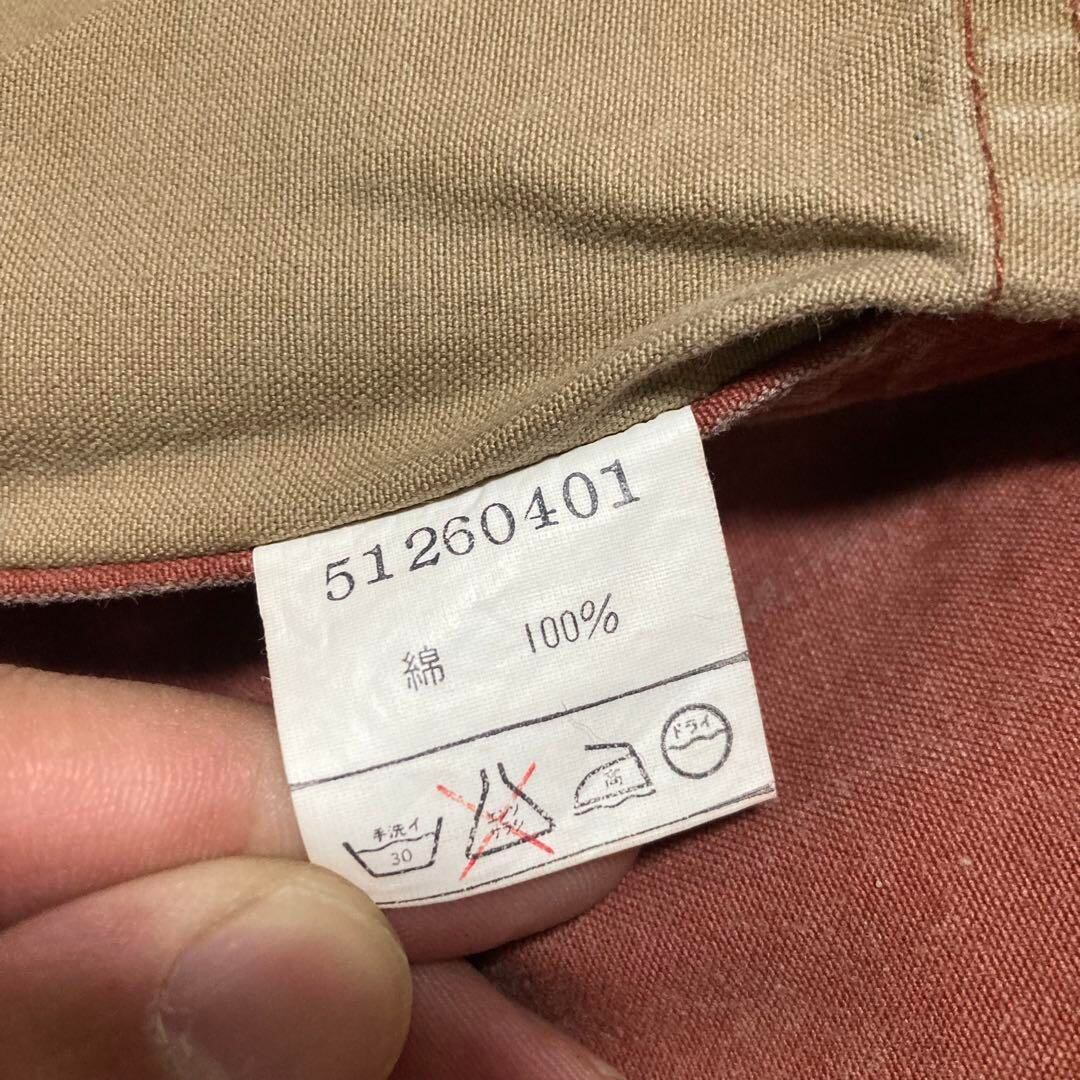 51260401
綿 100%
手洗イ
30
エンソ
サラシ
高
ドライ